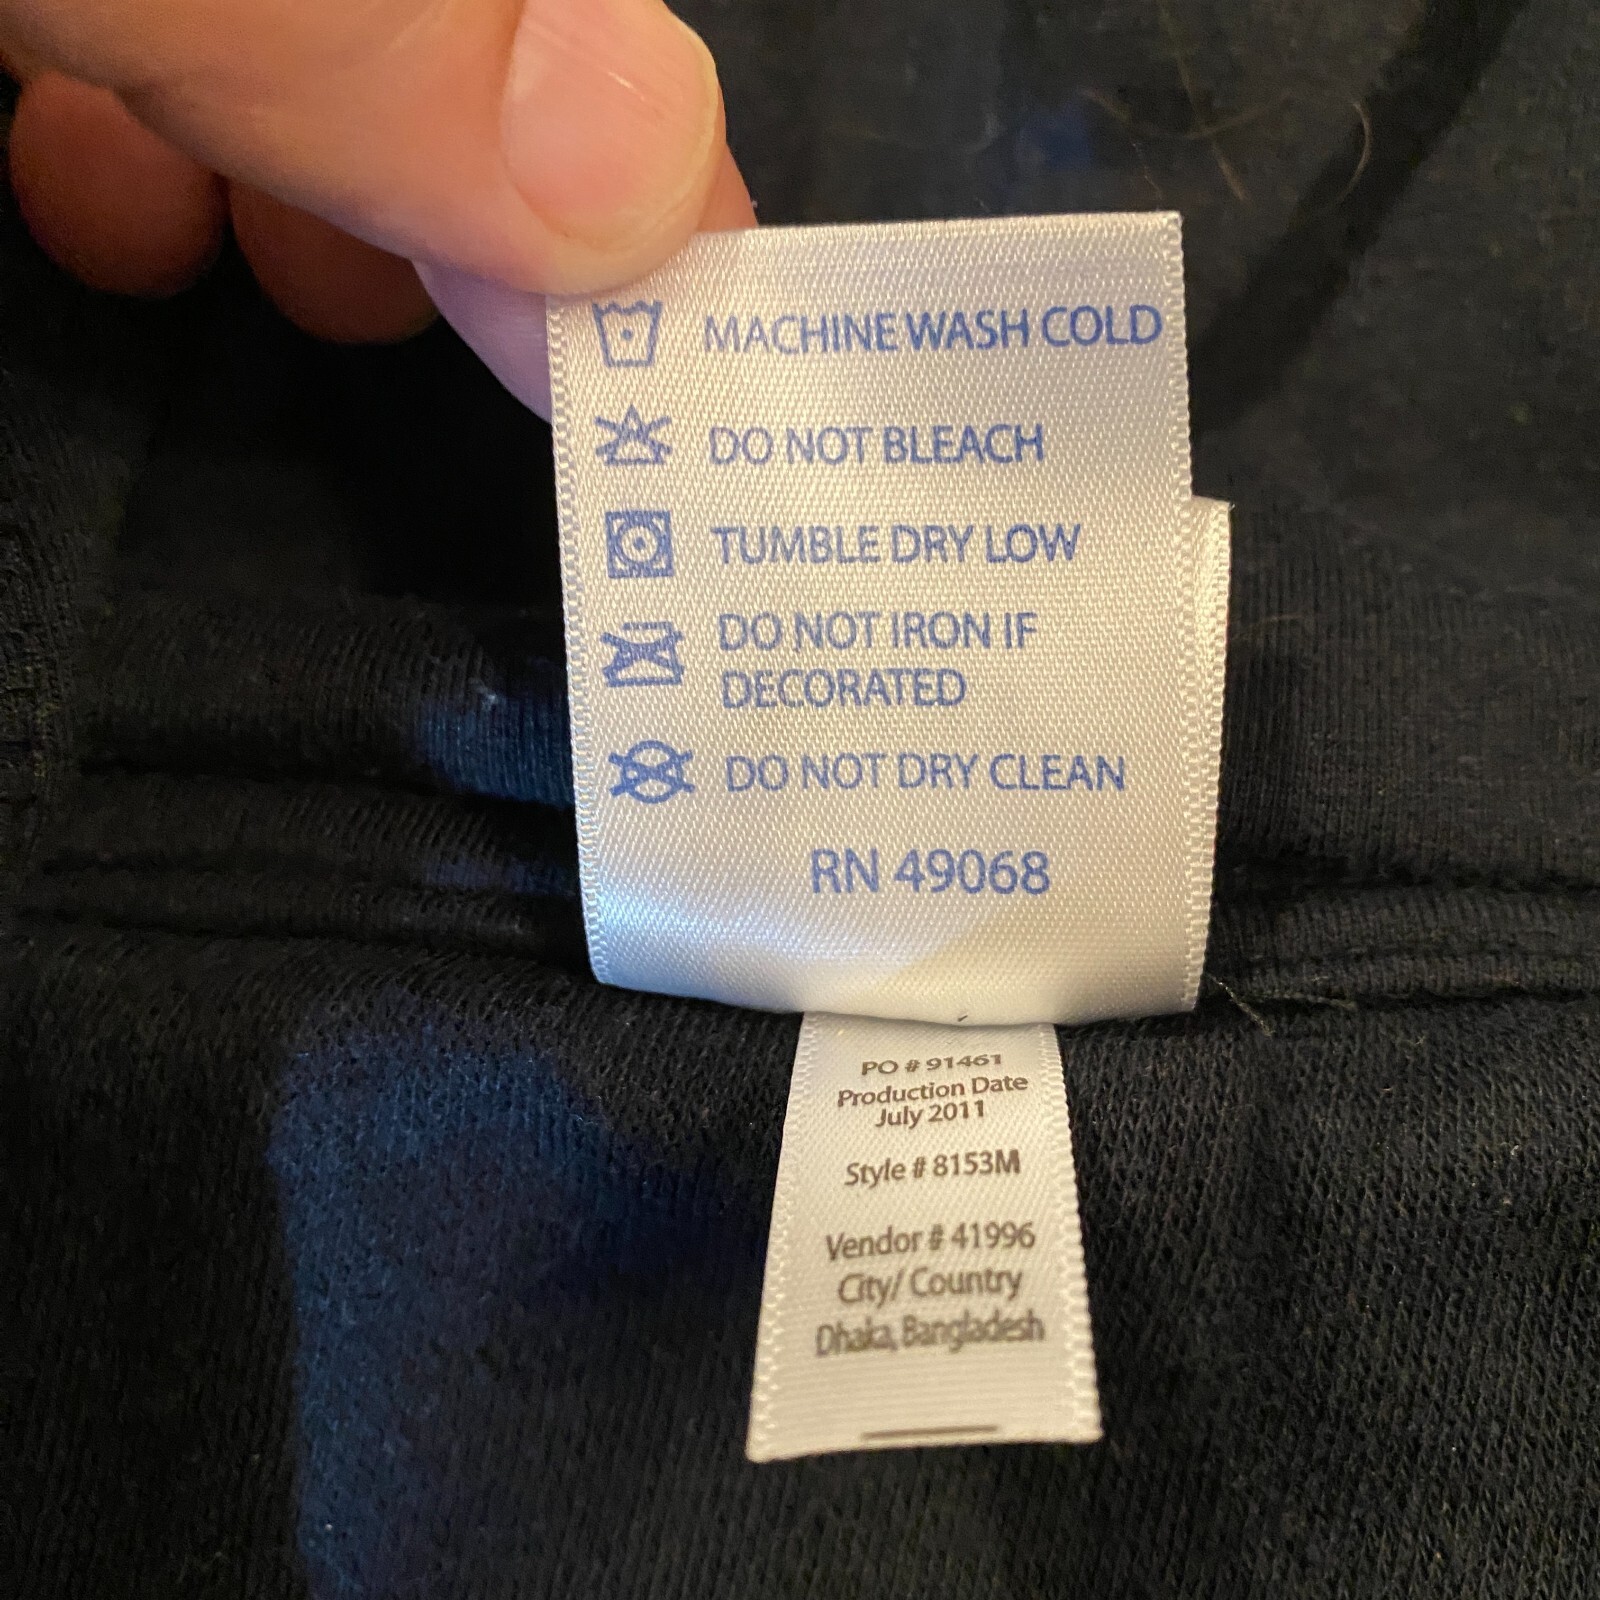 MACHINE WASH COLD
DO NOT BLEACH
TUMBLE DRY LOW
DO NOT IRON IF
DECORATED
DO NOT DRY CLEAN
RN 49068
PO # 91461
Production Date
July 2011
Style # 8153M
Vendor # 41996
City/ Country
Dhaka, Bangladesh